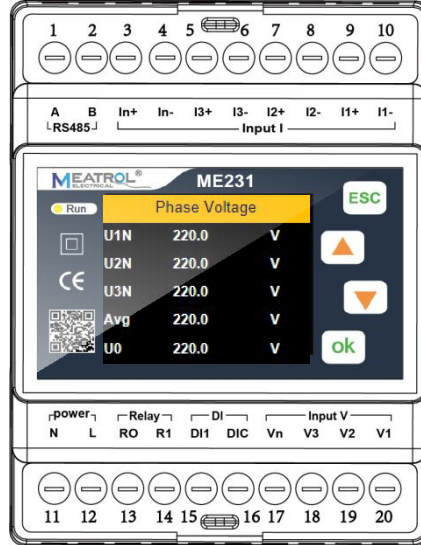 1 2 3 4 5 6 7 8 9 10
A B In+ In- I3+ I3- I2+ I2- I1+ I1-
RS485 Input I
MEATROL® ME231
ELECTRICAL
ESC
Run Phase Voltage
U1N 220.0 V
U2N 220.0 V
CE
U3N 220.0 V
Avg 220.0 V
U0 220.0 V
ok
power Relay DI Input V
N L RO R1 DI1 DIC Vn V3 V2 V1
11 12 13 14 15 16 17 18 19 20